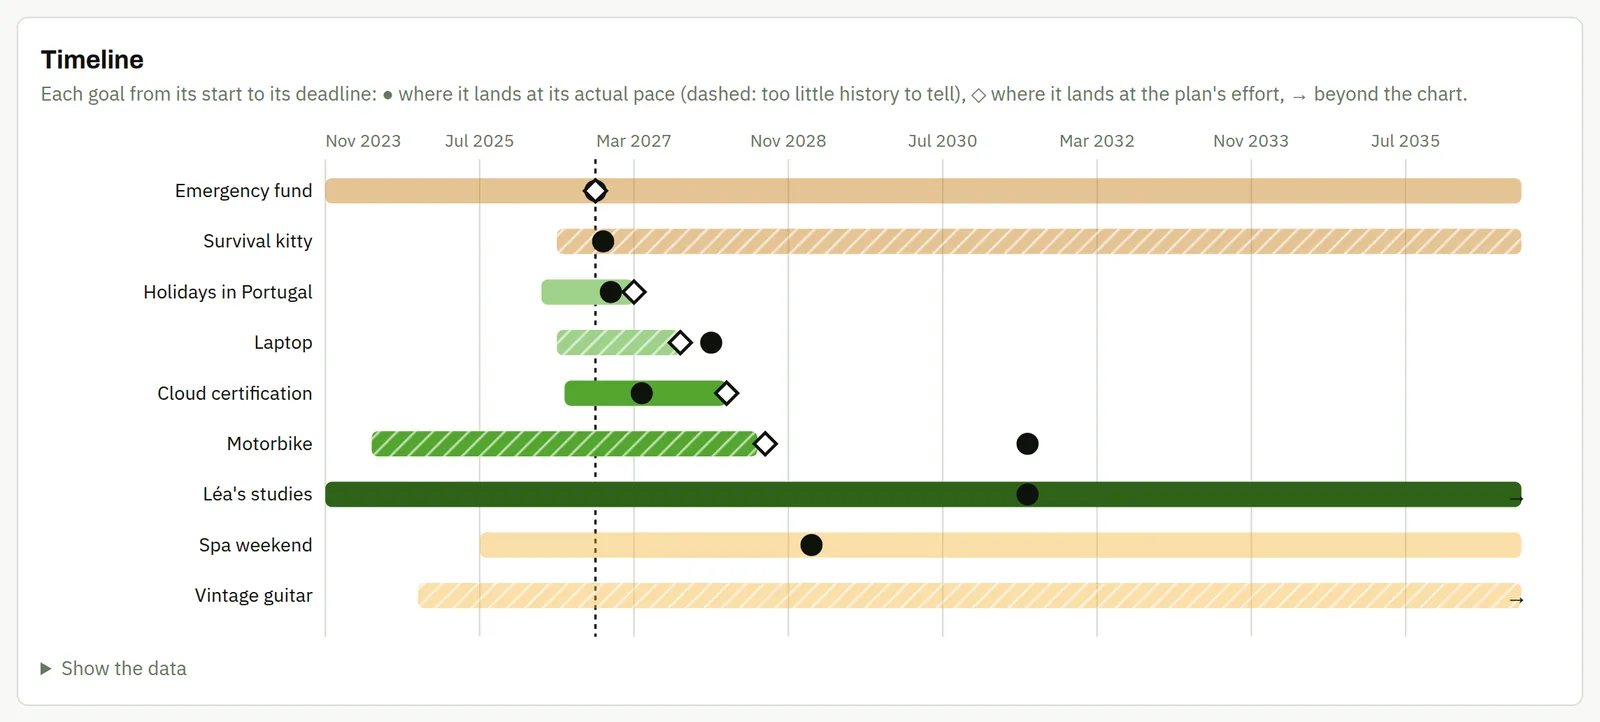 Timeline
Each goal from its start to its deadline: ● where it lands at its actual pace (dashed: too little history to tell), ◇ where it lands at the plan's effort, → beyond the chart.
Nov 2023 Jul 2025 Mar 2027 Nov 2028 Jul 2030 Mar 2032 Nov 2033 Jul 2035
Emergency fund
Survival kitty
Holidays in Portugal
Laptop
Cloud certification
Motorbike
Léa's studies →
Spa weekend
Vintage guitar →
▶ Show the data